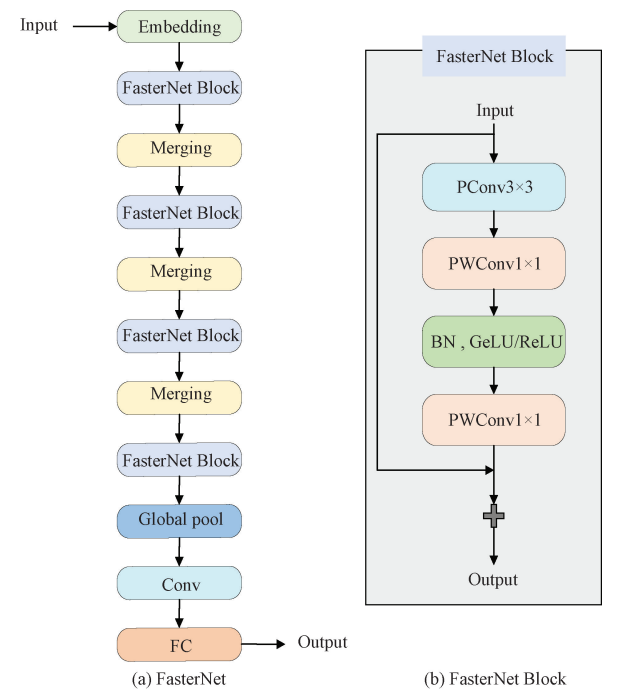 Input
Embedding
FasterNet Block
Merging
FasterNet Block
Merging
FasterNet Block
Merging
FasterNet Block
Global pool
Conv
FC
Output
(a) FasterNet
FasterNet Block
Input
PConv3×3
PWConv1×1
BN , GeLU/ReLU
PWConv1×1
Output
(b) FasterNet Block